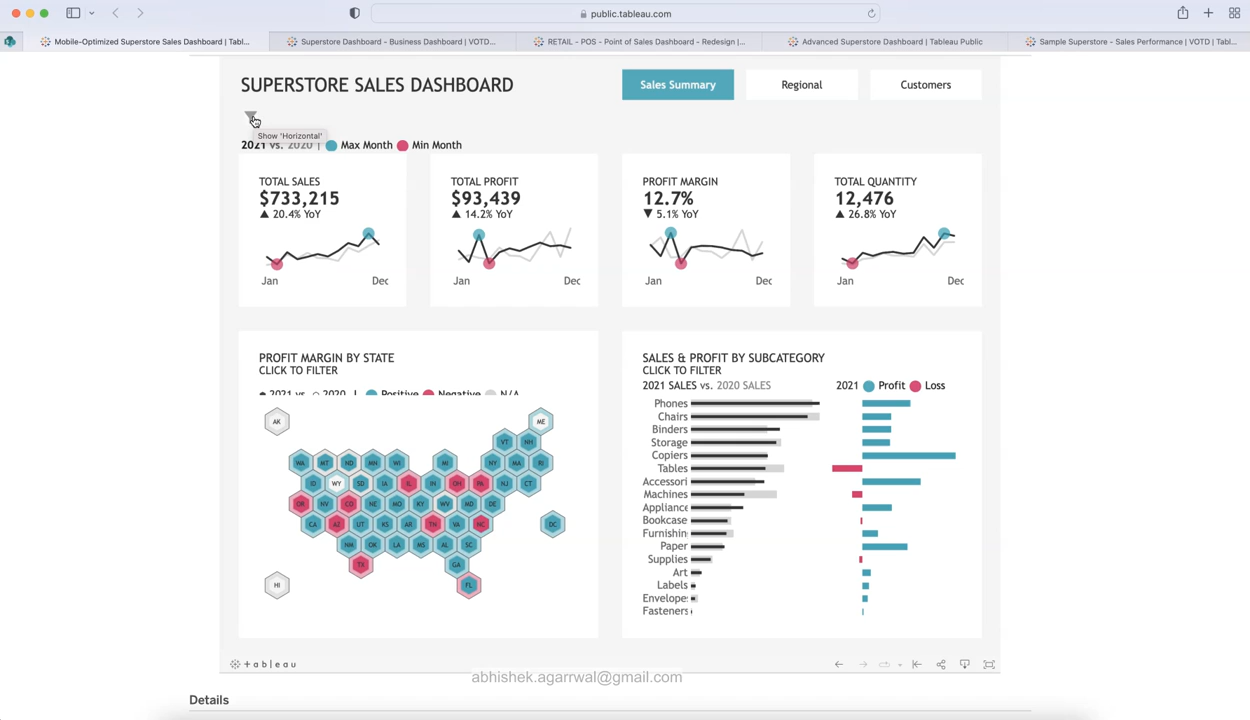 public.tableau.com
Mobile-Optimized Superstore Sales Dashboard | Tabl...
Superstore Dashboard - Business Dashboard | VOTD...
RETAIL - POS - Point of Sales Dashboard - Redesign |...
Advanced Superstore Dashboard | Tableau Public
Sample Superstore - Sales Performance | VOTD | Tabl...
SUPERSTORE SALES DASHBOARD
Sales Summary
Regional
Customers
Show 'Horizontal'
2021 vs. 2020 | Max Month Min Month
TOTAL SALES
$733,215
▲ 20.4% YoY
Jan Dec
TOTAL PROFIT
$93,439
▲ 14.2% YoY
Jan Dec
PROFIT MARGIN
12.7%
▼ 5.1% YoY
Jan Dec
TOTAL QUANTITY
12,476
▲ 26.8% YoY
Jan Dec
PROFIT MARGIN BY STATE
CLICK TO FILTER
2021 vs. 2020 | Positive Negative N/A
AK ME
VT NH
WA MT ND MN WI MI NY MA RI
ID WY SD IA IL IN OH PA NJ CT
OR NV CO NE MO KY WV MD DE
CA AZ UT KS AR TN VA NC DC
NM OK LA MS AL SC
TX GA
HI FL
SALES & PROFIT BY SUBCATEGORY
CLICK TO FILTER
2021 SALES vs. 2020 SALES 2021 Profit Loss
Phones
Chairs
Binders
Storage
Copiers
Tables
Accessori
Machines
Appliance
Bookcase
Furnishin
Paper
Supplies
Art
Labels
Envelope
Fasteners
+ a b l e a u
abhishek.agarrwal@gmail.com
Details